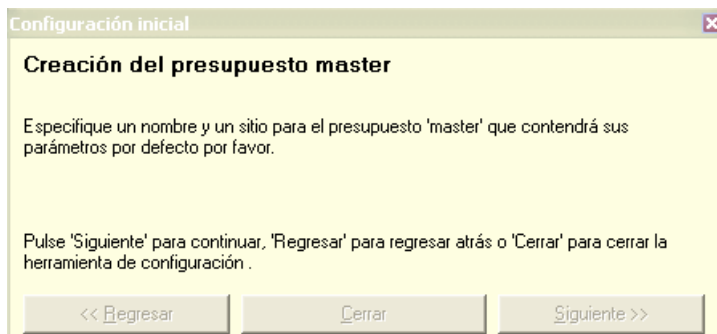 Configuración inicial
Creación del presupuesto master
Especifique un nombre y un sitio para el presupuesto 'master' que contendrá sus
parámetros por defecto por favor.
Pulse 'Siguiente' para continuar, 'Regresar' para regresar atrás o 'Cerrar' para cerrar la
herramienta de configuración .
<< Regresar Cerrar Siguiente >>